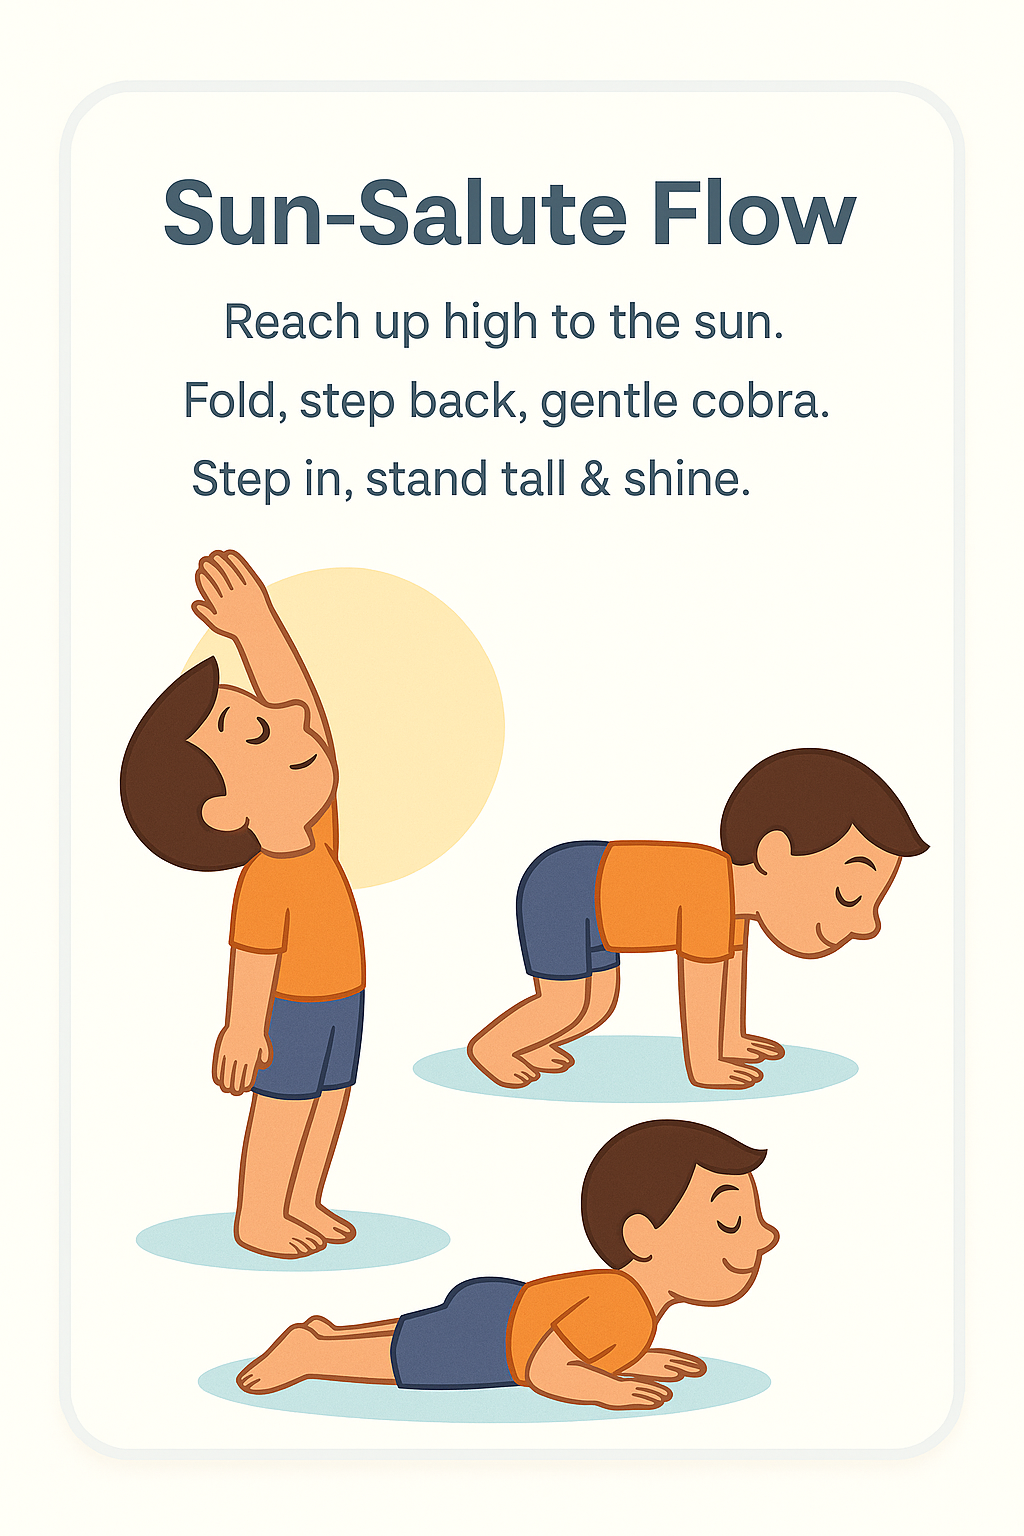 Sun-Salute Flow
Reach up high to the sun.
Fold, step back, gentle cobra.
Step in, stand tall & shine.